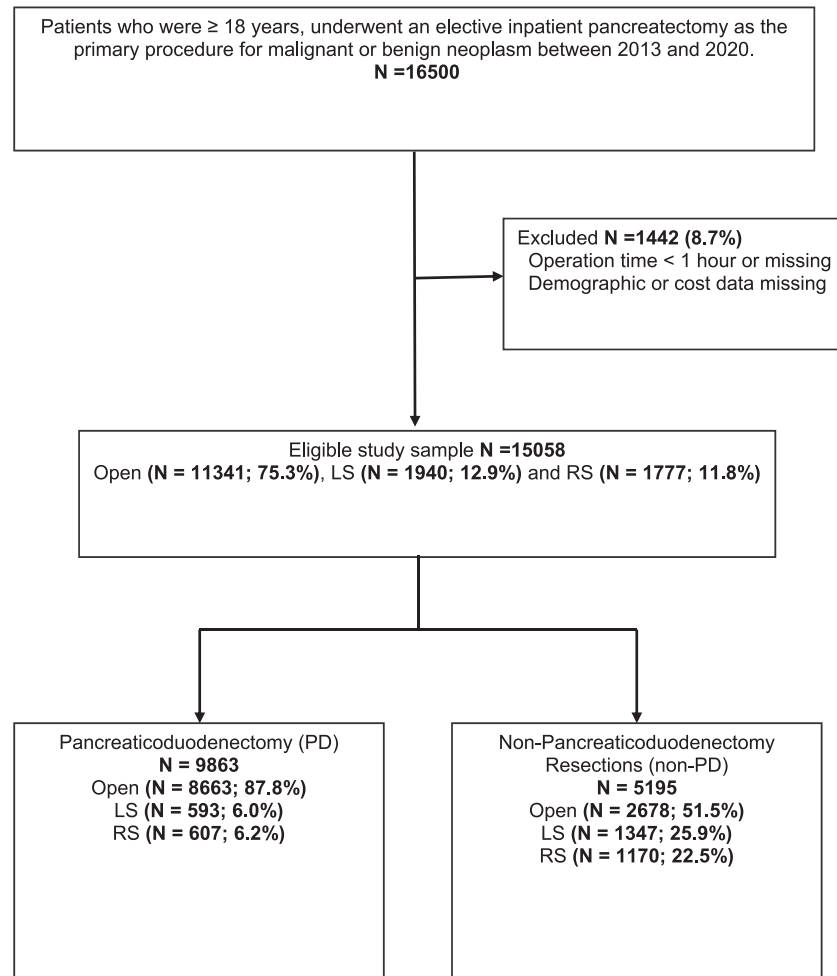 Patients who were ≥ 18 years, underwent an elective inpatient pancreatectomy as the
primary procedure for malignant or benign neoplasm between 2013 and 2020.
N =16500
Excluded N =1442 (8.7%)
Operation time < 1 hour or missing
Demographic or cost data missing
Eligible study sample N =15058
Open (N = 11341; 75.3%), LS (N = 1940; 12.9%) and RS (N = 1777; 11.8%)
Pancreaticoduodenectomy (PD)
N = 9863
Open (N = 8663; 87.8%)
LS (N = 593; 6.0%)
RS (N = 607; 6.2%)
Non-Pancreaticoduodenectomy
Resections (non-PD)
N = 5195
Open (N = 2678; 51.5%)
LS (N = 1347; 25.9%)
RS (N = 1170; 22.5%)